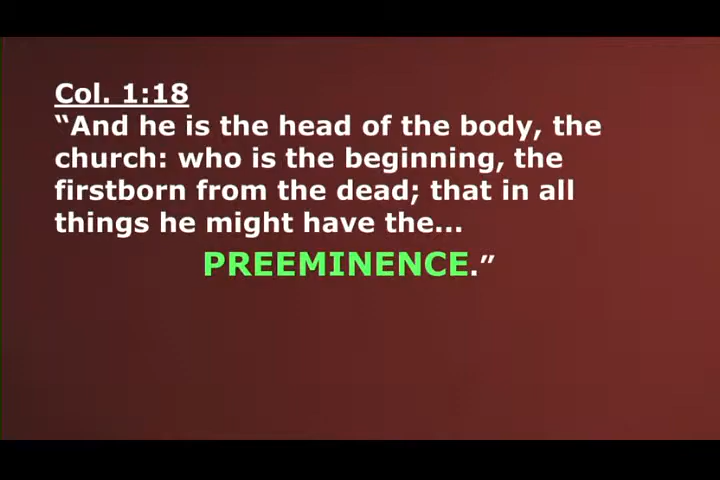 Col. 1:18
“And he is the head of the body, the
church: who is the beginning, the
firstborn from the dead; that in all
things he might have the...
PREEMINENCE.”